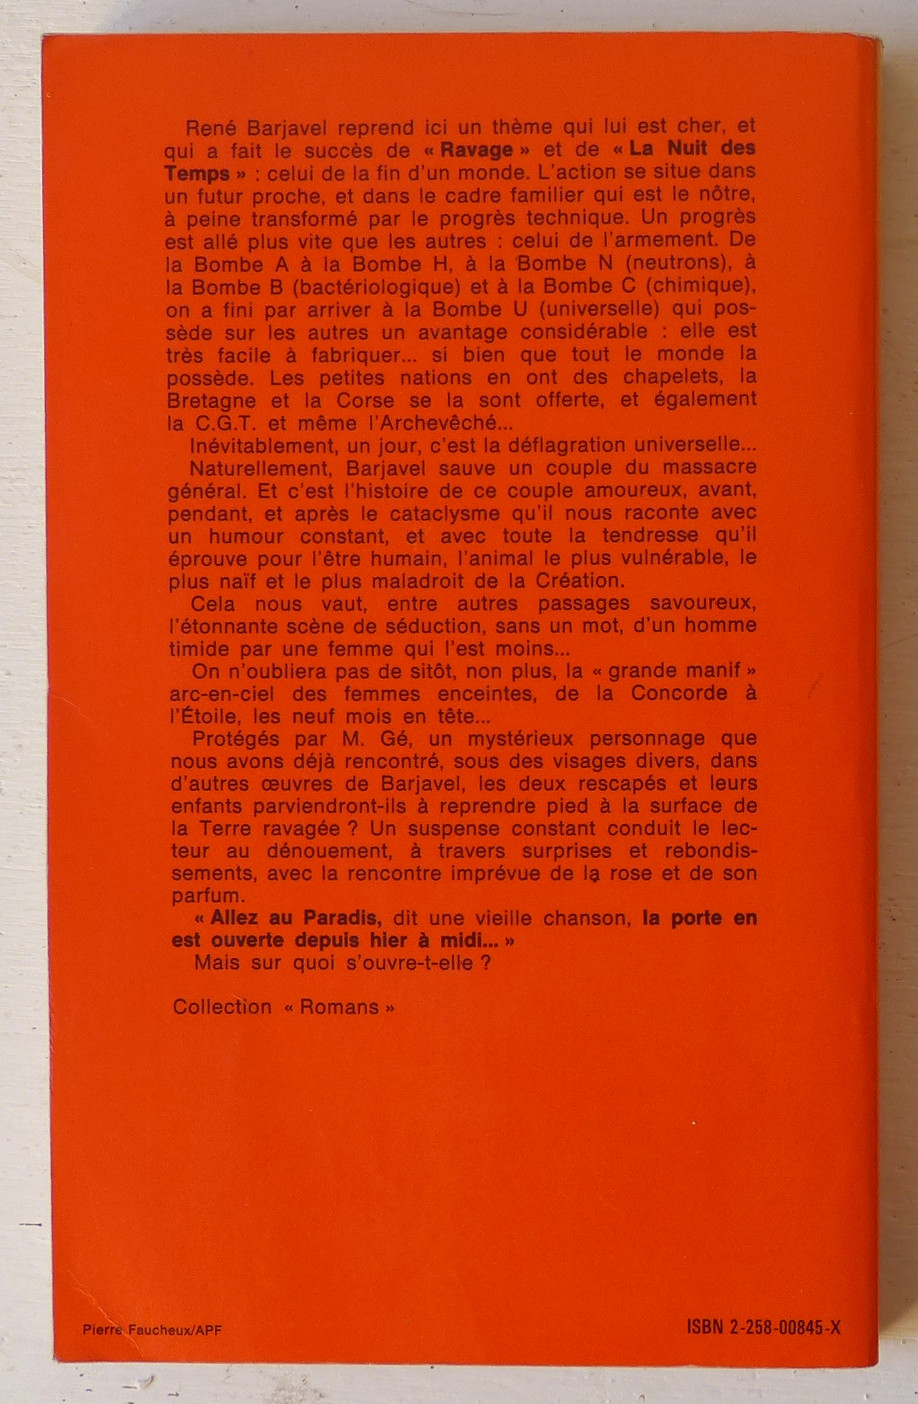 René Barjavel reprend ici un thème qui lui est cher, et
qui a fait le succès de « Ravage » et de « La Nuit des
Temps » : celui de la fin d'un monde. L'action se situe dans
un futur proche, et dans le cadre familier qui est le nôtre,
à peine transformé par le progrès technique. Un progrès
est allé plus vite que les autres : celui de l'armement. De
la Bombe A à la Bombe H, à la Bombe N (neutrons), à
la Bombe B (bactériologique) et à la Bombe C (chimique),
on a fini par arriver à la Bombe U (universelle) qui pos-
sède sur les autres un avantage considérable : elle est
très facile à fabriquer... si bien que tout le monde la
possède. Les petites nations en ont des chapelets, la
Bretagne et la Corse se la sont offerte, et également
la C.G.T. et même l'Archevêché...
Inévitablement, un jour, c'est la déflagration universelle...
Naturellement, Barjavel sauve un couple du massacre
général. Et c'est l'histoire de ce couple amoureux, avant,
pendant, et après le cataclysme qu'il nous raconte avec
un humour constant, et avec toute la tendresse qu'il
éprouve pour l'être humain, l'animal le plus vulnérable, le
plus naïf et le plus maladroit de la Création.
Cela nous vaut, entre autres passages savoureux,
l'étonnante scène de séduction, sans un mot, d'un homme
timide par une femme qui l'est moins...
On n'oubliera pas de sitôt, non plus, la « grande manif »
arc-en-ciel des femmes enceintes, de la Concorde à
l'Étoile, les neuf mois en tête...
Protégés par M. Gé, un mystérieux personnage que
nous avons déjà rencontré, sous des visages divers, dans
d'autres œuvres de Barjavel, les deux rescapés et leurs
enfants parviendront-ils à reprendre pied à la surface de
la Terre ravagée ? Un suspense constant conduit le lec-
teur au dénouement, à travers surprises et rebondis-
sements, avec la rencontre imprévue de la rose et de son
parfum.
« Allez au Paradis, dit une vieille chanson, la porte en
est ouverte depuis hier à midi... »
Mais sur quoi s'ouvre-t-elle ?
Collection « Romans »
Pierre Faucheux/APF
ISBN 2-258-00845-X